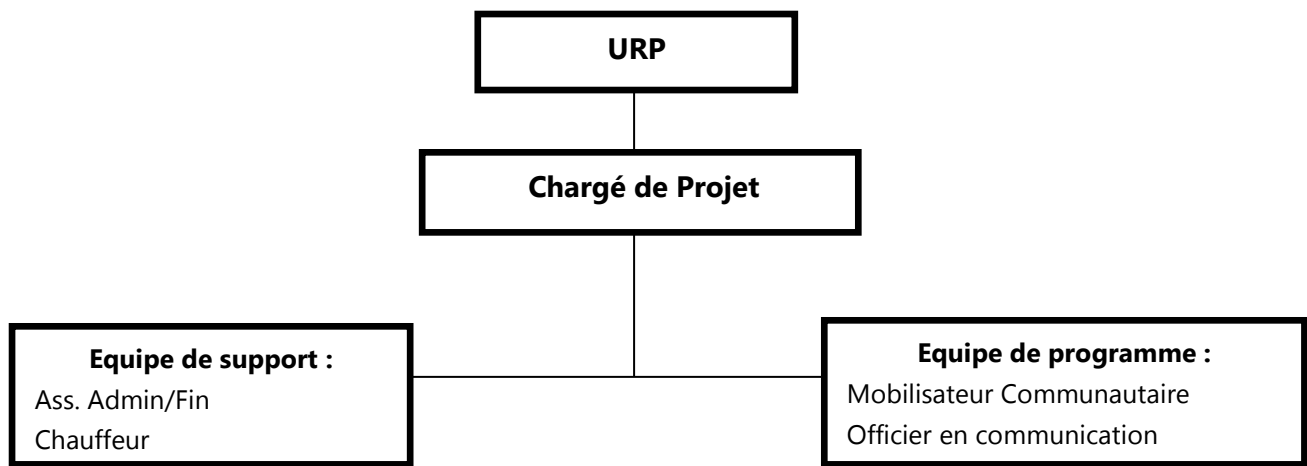 URP
Chargé de Projet
Equipe de support :
Ass. Admin/Fin
Chauffeur
Equipe de programme :
Mobilisateur Communautaire
Officier en communication